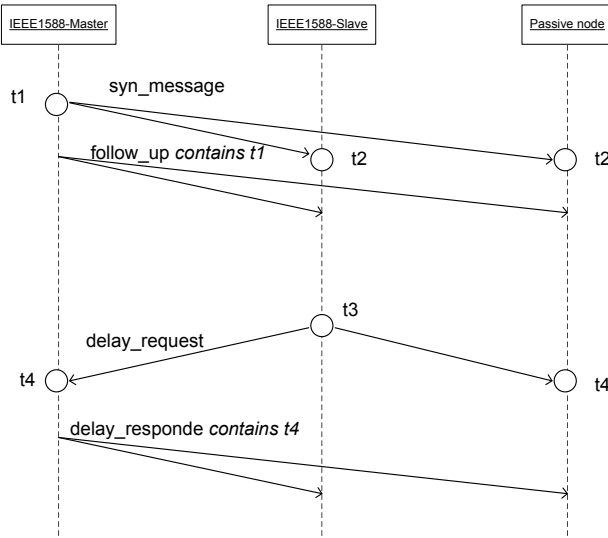 IEEE1588-Master
IEEE1588-Slave
Passive node
t1
syn_message
follow_up contains t1
t2
t2
t3
delay_request
t4
t4
delay_responde contains t4